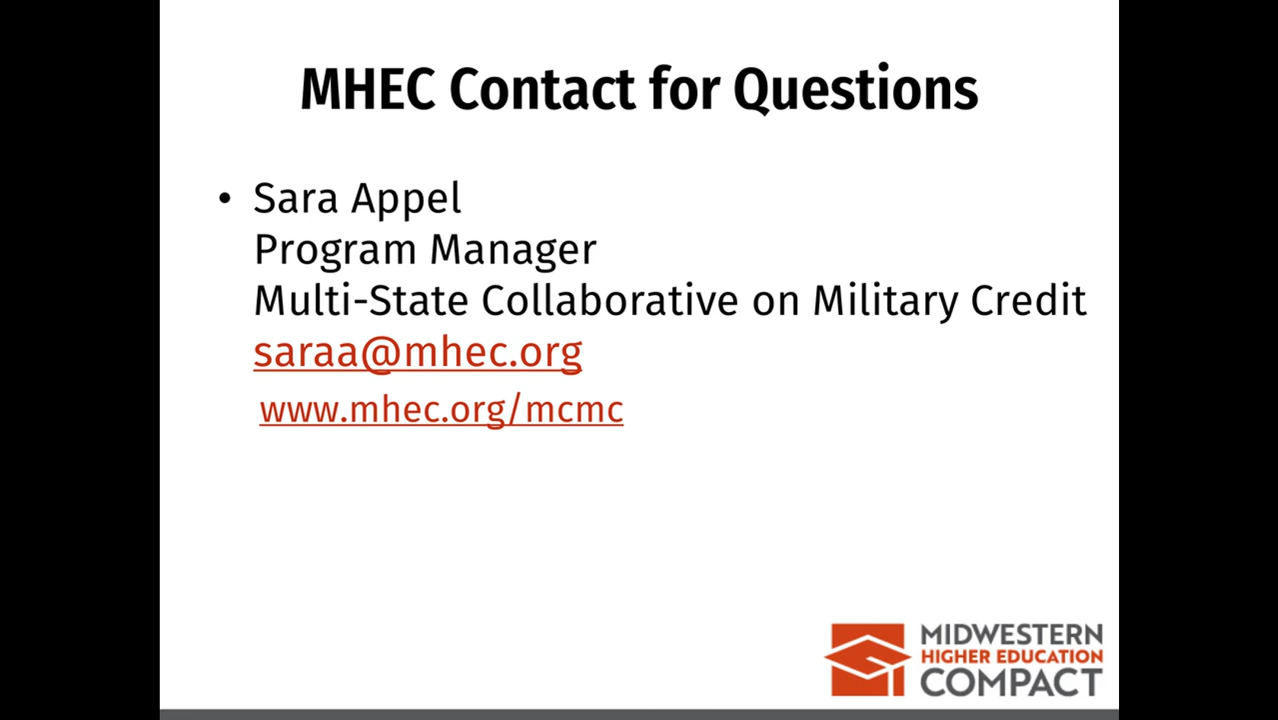 MHEC Contact for Questions
• Sara Appel
Program Manager
Multi-State Collaborative on Military Credit
saraa@mhec.org
www.mhec.org/mcmc
MIDWESTERN
HIGHER EDUCATION
COMPACT